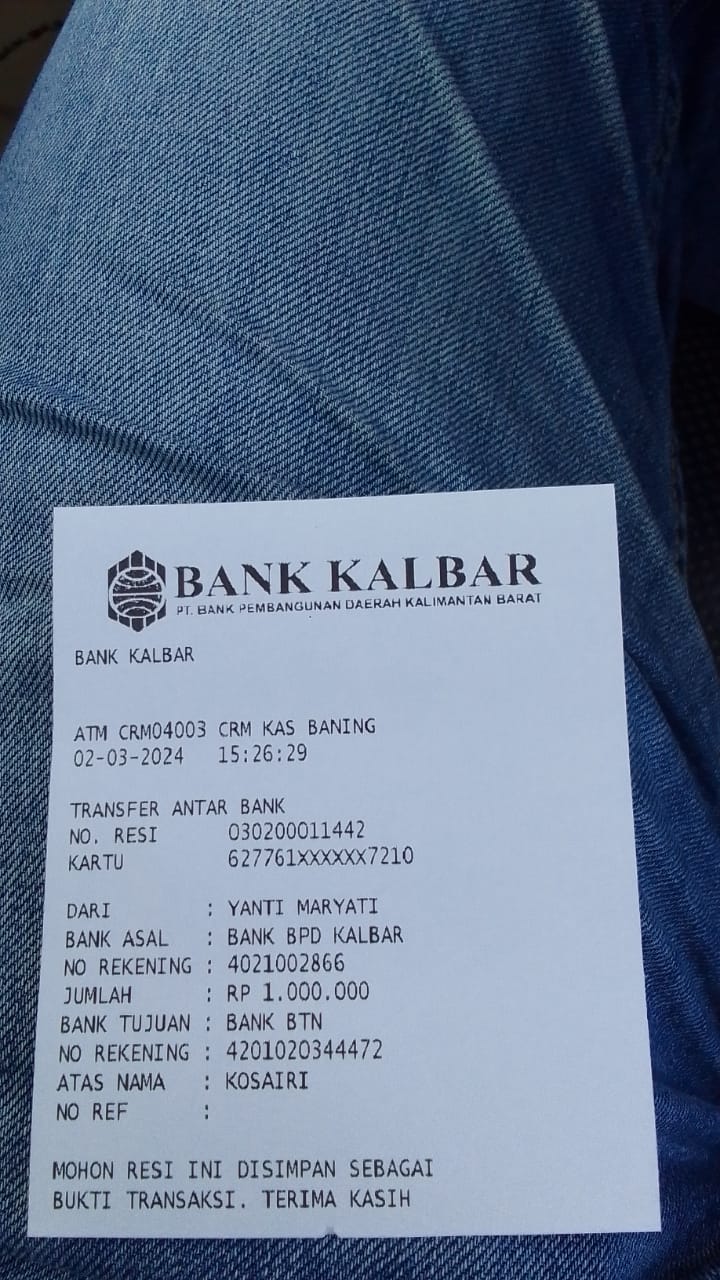 BANK KALBAR
PT. BANK PEMBANGUNAN DAERAH KALIMANTAN BARAT
BANK KALBAR
ATM CRM04003 CRM KAS BANING
02-03-2024 15:26:29
TRANSFER ANTAR BANK
NO. RESI 030200011442
KARTU 627761XXXXXX7210
DARI : YANTI MARYATI
BANK ASAL : BANK BPD KALBAR
NO REKENING : 4021002866
JUMLAH : RP 1.000.000
BANK TUJUAN : BANK BTN
NO REKENING : 4201020344472
ATAS NAMA : KOSAIRI
NO REF :
MOHON RESI INI DISIMPAN SEBAGAI
BUKTI TRANSAKSI. TERIMA KASIH